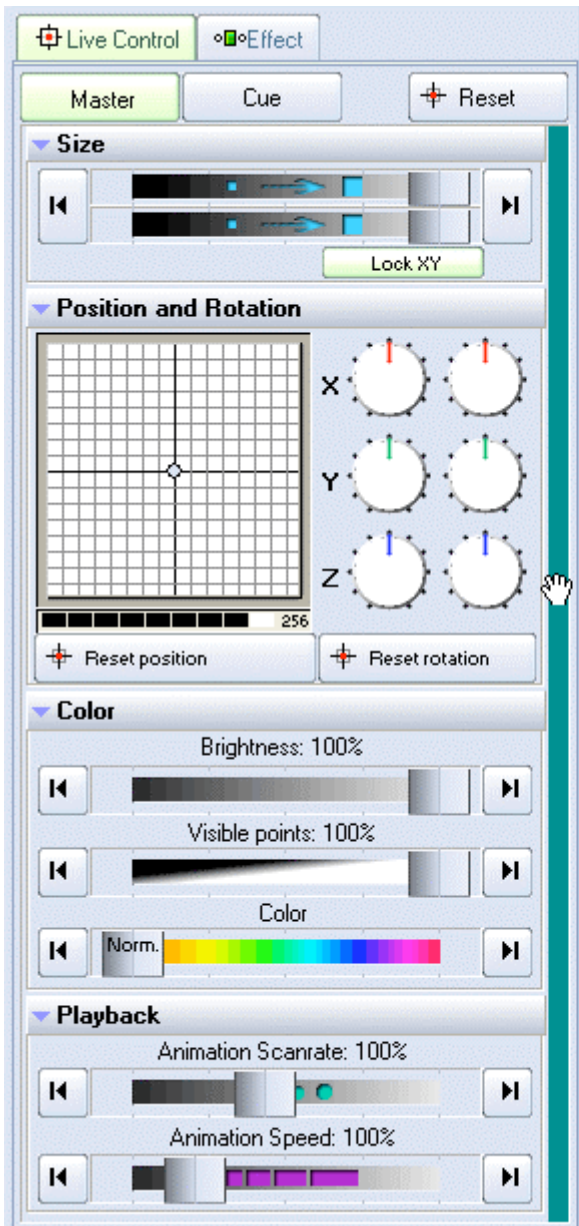 Live Control Effect
Master Cue Reset
Size
Lock XY
Position and Rotation
X
Y
Z
256
Reset position Reset rotation
Color
Brightness: 100%
Visible points: 100%
Color
Norm.
Playback
Animation Scanrate: 100%
Animation Speed: 100%